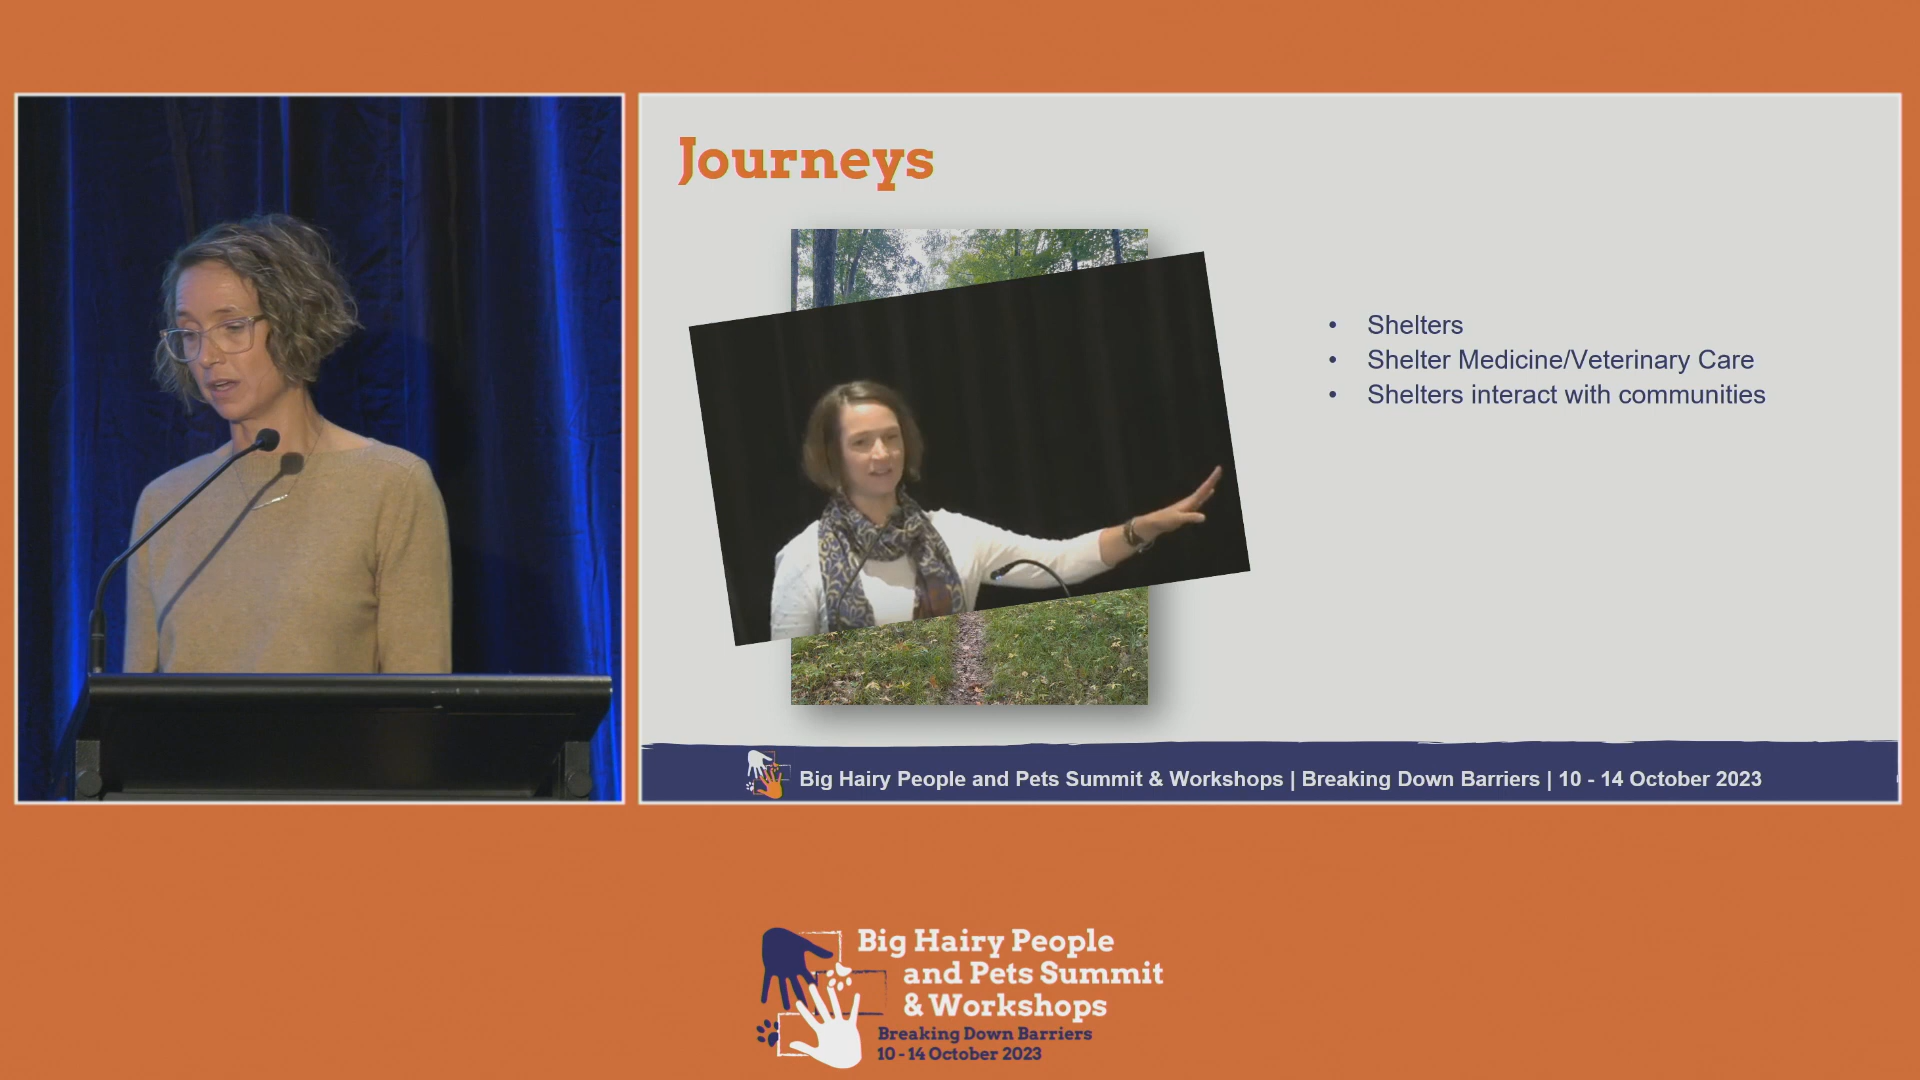 Journeys
• Shelters
• Shelter Medicine/Veterinary Care
• Shelters interact with communities
Big Hairy People and Pets Summit & Workshops | Breaking Down Barriers | 10 - 14 October 2023
Big Hairy People
and Pets Summit
& Workshops
Breaking Down Barriers
10 - 14 October 2023